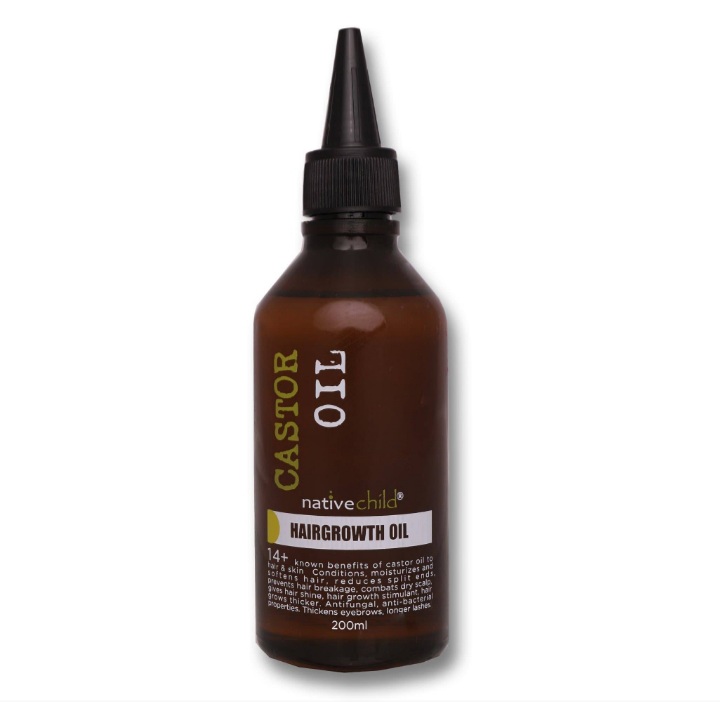 CASTOR
OIL
nativechild®
HAIRGROWTH OIL
14+ known benefits of castor oil to
hair & skin Conditions, moisturizes and
softens hair, reduces split ends,
prevents hair breakage, combats dry scalp,
gives hair shine, hair growth stimulant, hair
grows thicker. Antifungal, anti-bacterial
properties. Thickens eyebrows, longer lashes.
200ml